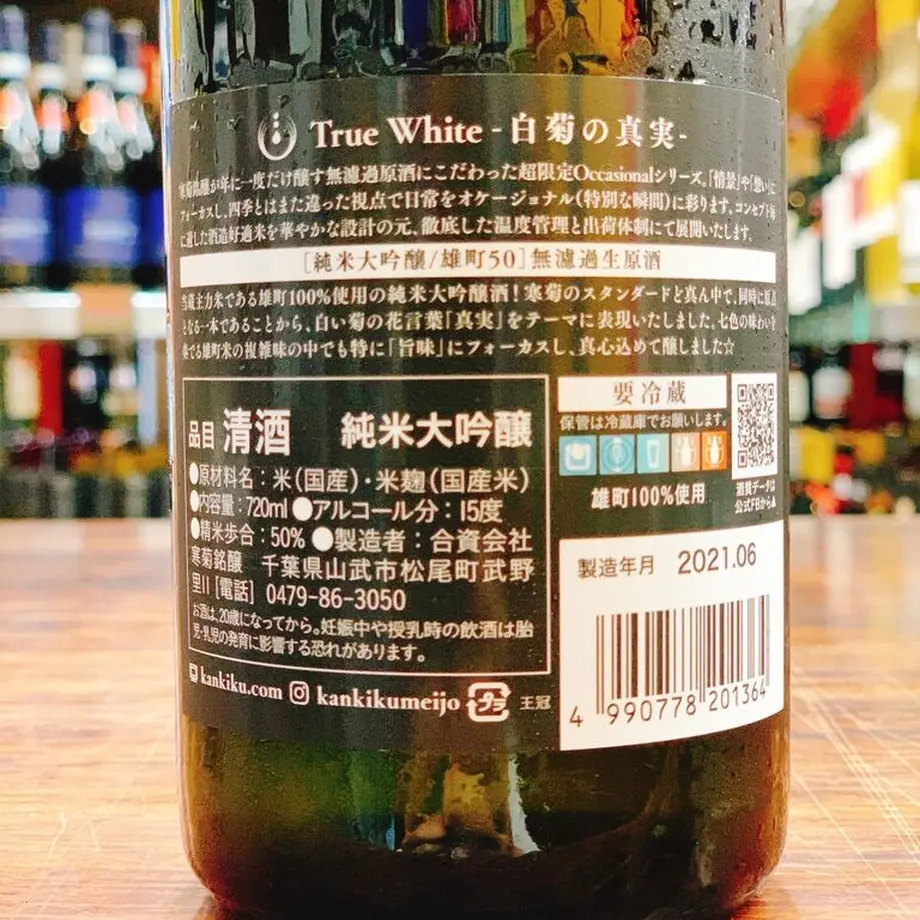 True White -白菊の真実-
寒菊銘醸が年に一度だけ醸す無濾過原酒にこだわった超限定Occasionalシリーズ。「情景」や「想い」に
フォーカスし、四季とはまた違った視点で日常をオケージョナル(特別な瞬間)に彩ります。コンセプト毎
に適した酒造好適米を華やかな設計の元、徹底した温度管理と出荷体制にて展開いたします。
[純米大吟醸/雄町50]無濾過生原酒
当蔵主力米である雄町100%使用の純米大吟醸酒!寒菊のスタンダードど真ん中で、同時に原点
となる一本であることから、白い菊の花言葉「真実」をテーマに表現いたしました。七色の味わいを
奏でる雄町米の複雑味の中でも特に「旨味」にフォーカスし、真心込めて醸しました☆
品目 清酒 純米大吟醸
●原材料名:米(国産)・米麹(国産米)
●内容量:720ml ●アルコール分:15度
●精米歩合:50% ●製造者:合資会社
寒菊銘醸 千葉県山武市松尾町武野
里11 [電話] 0479-86-3050
お酒は、20歳になってから。妊娠中や授乳時の飲酒は胎
児・乳児の発育に影響する恐れがあります。
kankiku.com kankikumeijo プラ 王冠
要冷蔵
保管は冷蔵庫でお願いします。
雄町100%使用
酒質データは
公式FBから▲
製造年月 2021.06
4 990778 201364